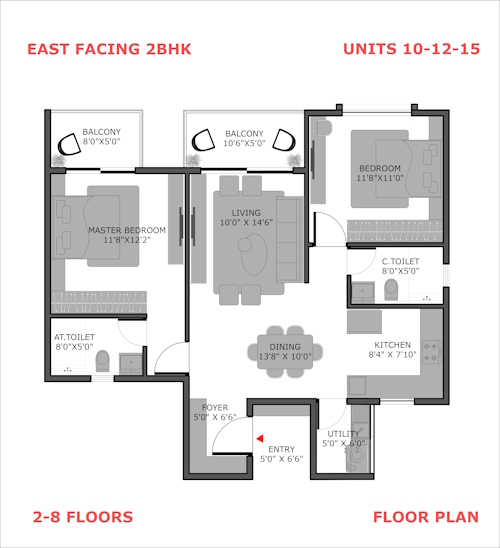 EAST FACING 2BHK
UNITS 10-12-15
BALCONY
8'0"X5'0"
BALCONY
10'6"X5'0"
BEDROOM
11'8"X11'0"
MASTER BEDROOM
11'8"X12'2"
LIVING
10'0" X 14'6"
C.TOILET
8'0"X5'0"
AT.TOILET
8'0"X5'0"
DINING
13'8" X 10'0"
KITCHEN
8'4" X 7'10"
FOYER
5'0" X 6'6"
ENTRY
5'0" X 6'6"
UTILITY
5'0" X 6'0"
2-8 FLOORS
FLOOR PLAN